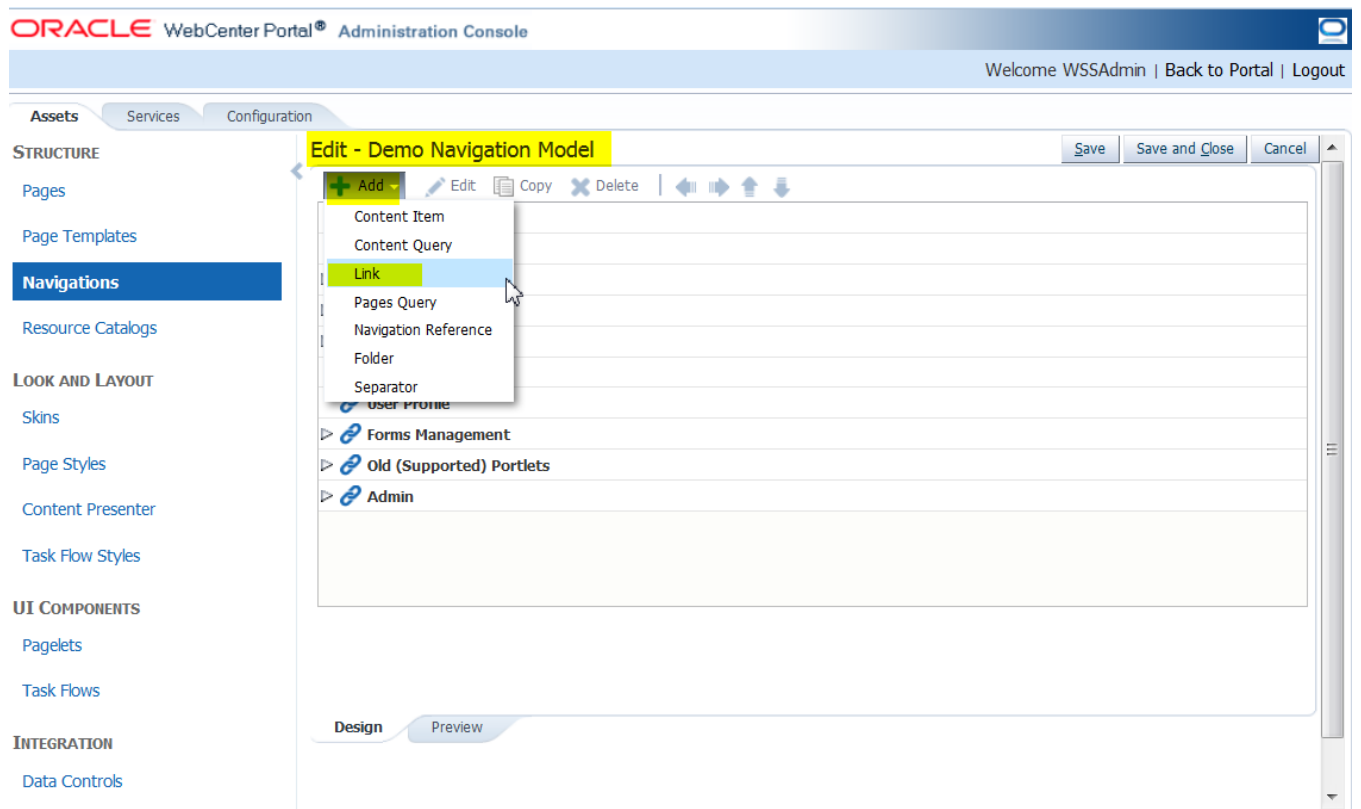 ORACLE WebCenter Portal® Administration Console
Welcome WSSAdmin | Back to Portal | Logout
Assets Services Configuration
STRUCTURE
Pages
Page Templates
Navigations
Resource Catalogs
LOOK AND LAYOUT
Skins
Page Styles
Content Presenter
Task Flow Styles
UI COMPONENTS
Pagelets
Task Flows
INTEGRATION
Data Controls
Edit - Demo Navigation Model
Save Save and Close Cancel
Add Edit Copy Delete
Content Item
Content Query
Link
Pages Query
Navigation Reference
Folder
Separator
User Profile
Forms Management
Old (Supported) Portlets
Admin
Design Preview